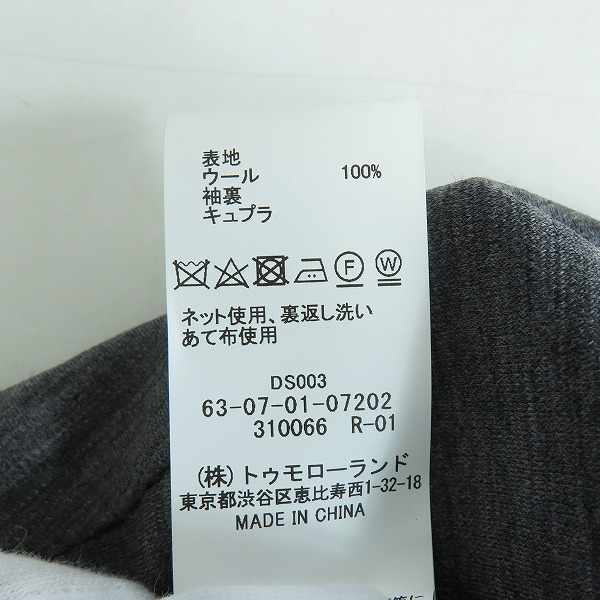 表地
ウール 100%
袖裏
キュプラ
F W
ネット使用、裏返し洗い
あて布使用
DS003
63-07-01-07202
310066 R-01
(株)トゥモローランド
東京都渋谷区恵比寿西1-32-18
MADE IN CHINA